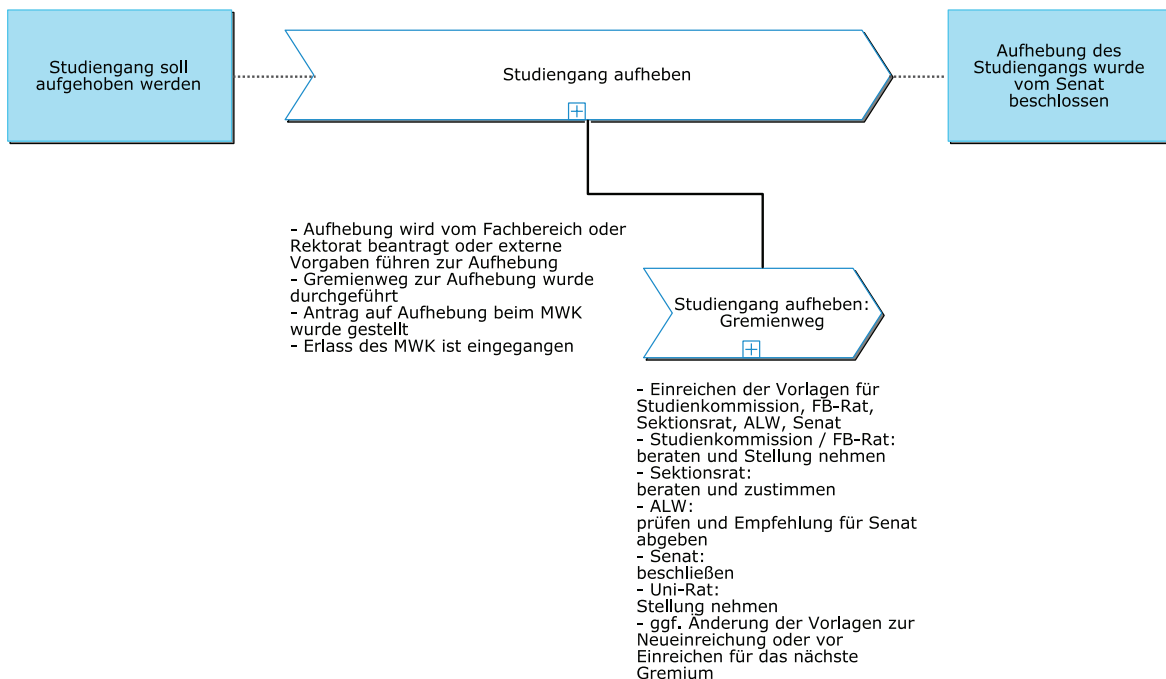 Studiengang soll
aufgehoben werden
Studiengang aufheben
Aufhebung des
Studiengangs wurde
vom Senat
beschlossen
- Aufhebung wird vom Fachbereich oder
Rektorat beantragt oder externe
Vorgaben führen zur Aufhebung
- Gremienweg zur Aufhebung wurde
durchgeführt
- Antrag auf Aufhebung beim MWK
wurde gestellt
- Erlass des MWK ist eingegangen
Studiengang aufheben:
Gremienweg
- Einreichen der Vorlagen für
Studienkommission, FB-Rat,
Sektionsrat, ALW, Senat
- Studienkommission / FB-Rat:
beraten und Stellung nehmen
- Sektionsrat:
beraten und zustimmen
- ALW:
prüfen und Empfehlung für Senat
abgeben
- Senat:
beschließen
- Uni-Rat:
Stellung nehmen
- ggf. Änderung der Vorlagen zur
Neueinreichung oder vor
Einreichen für das nächste
Gremium